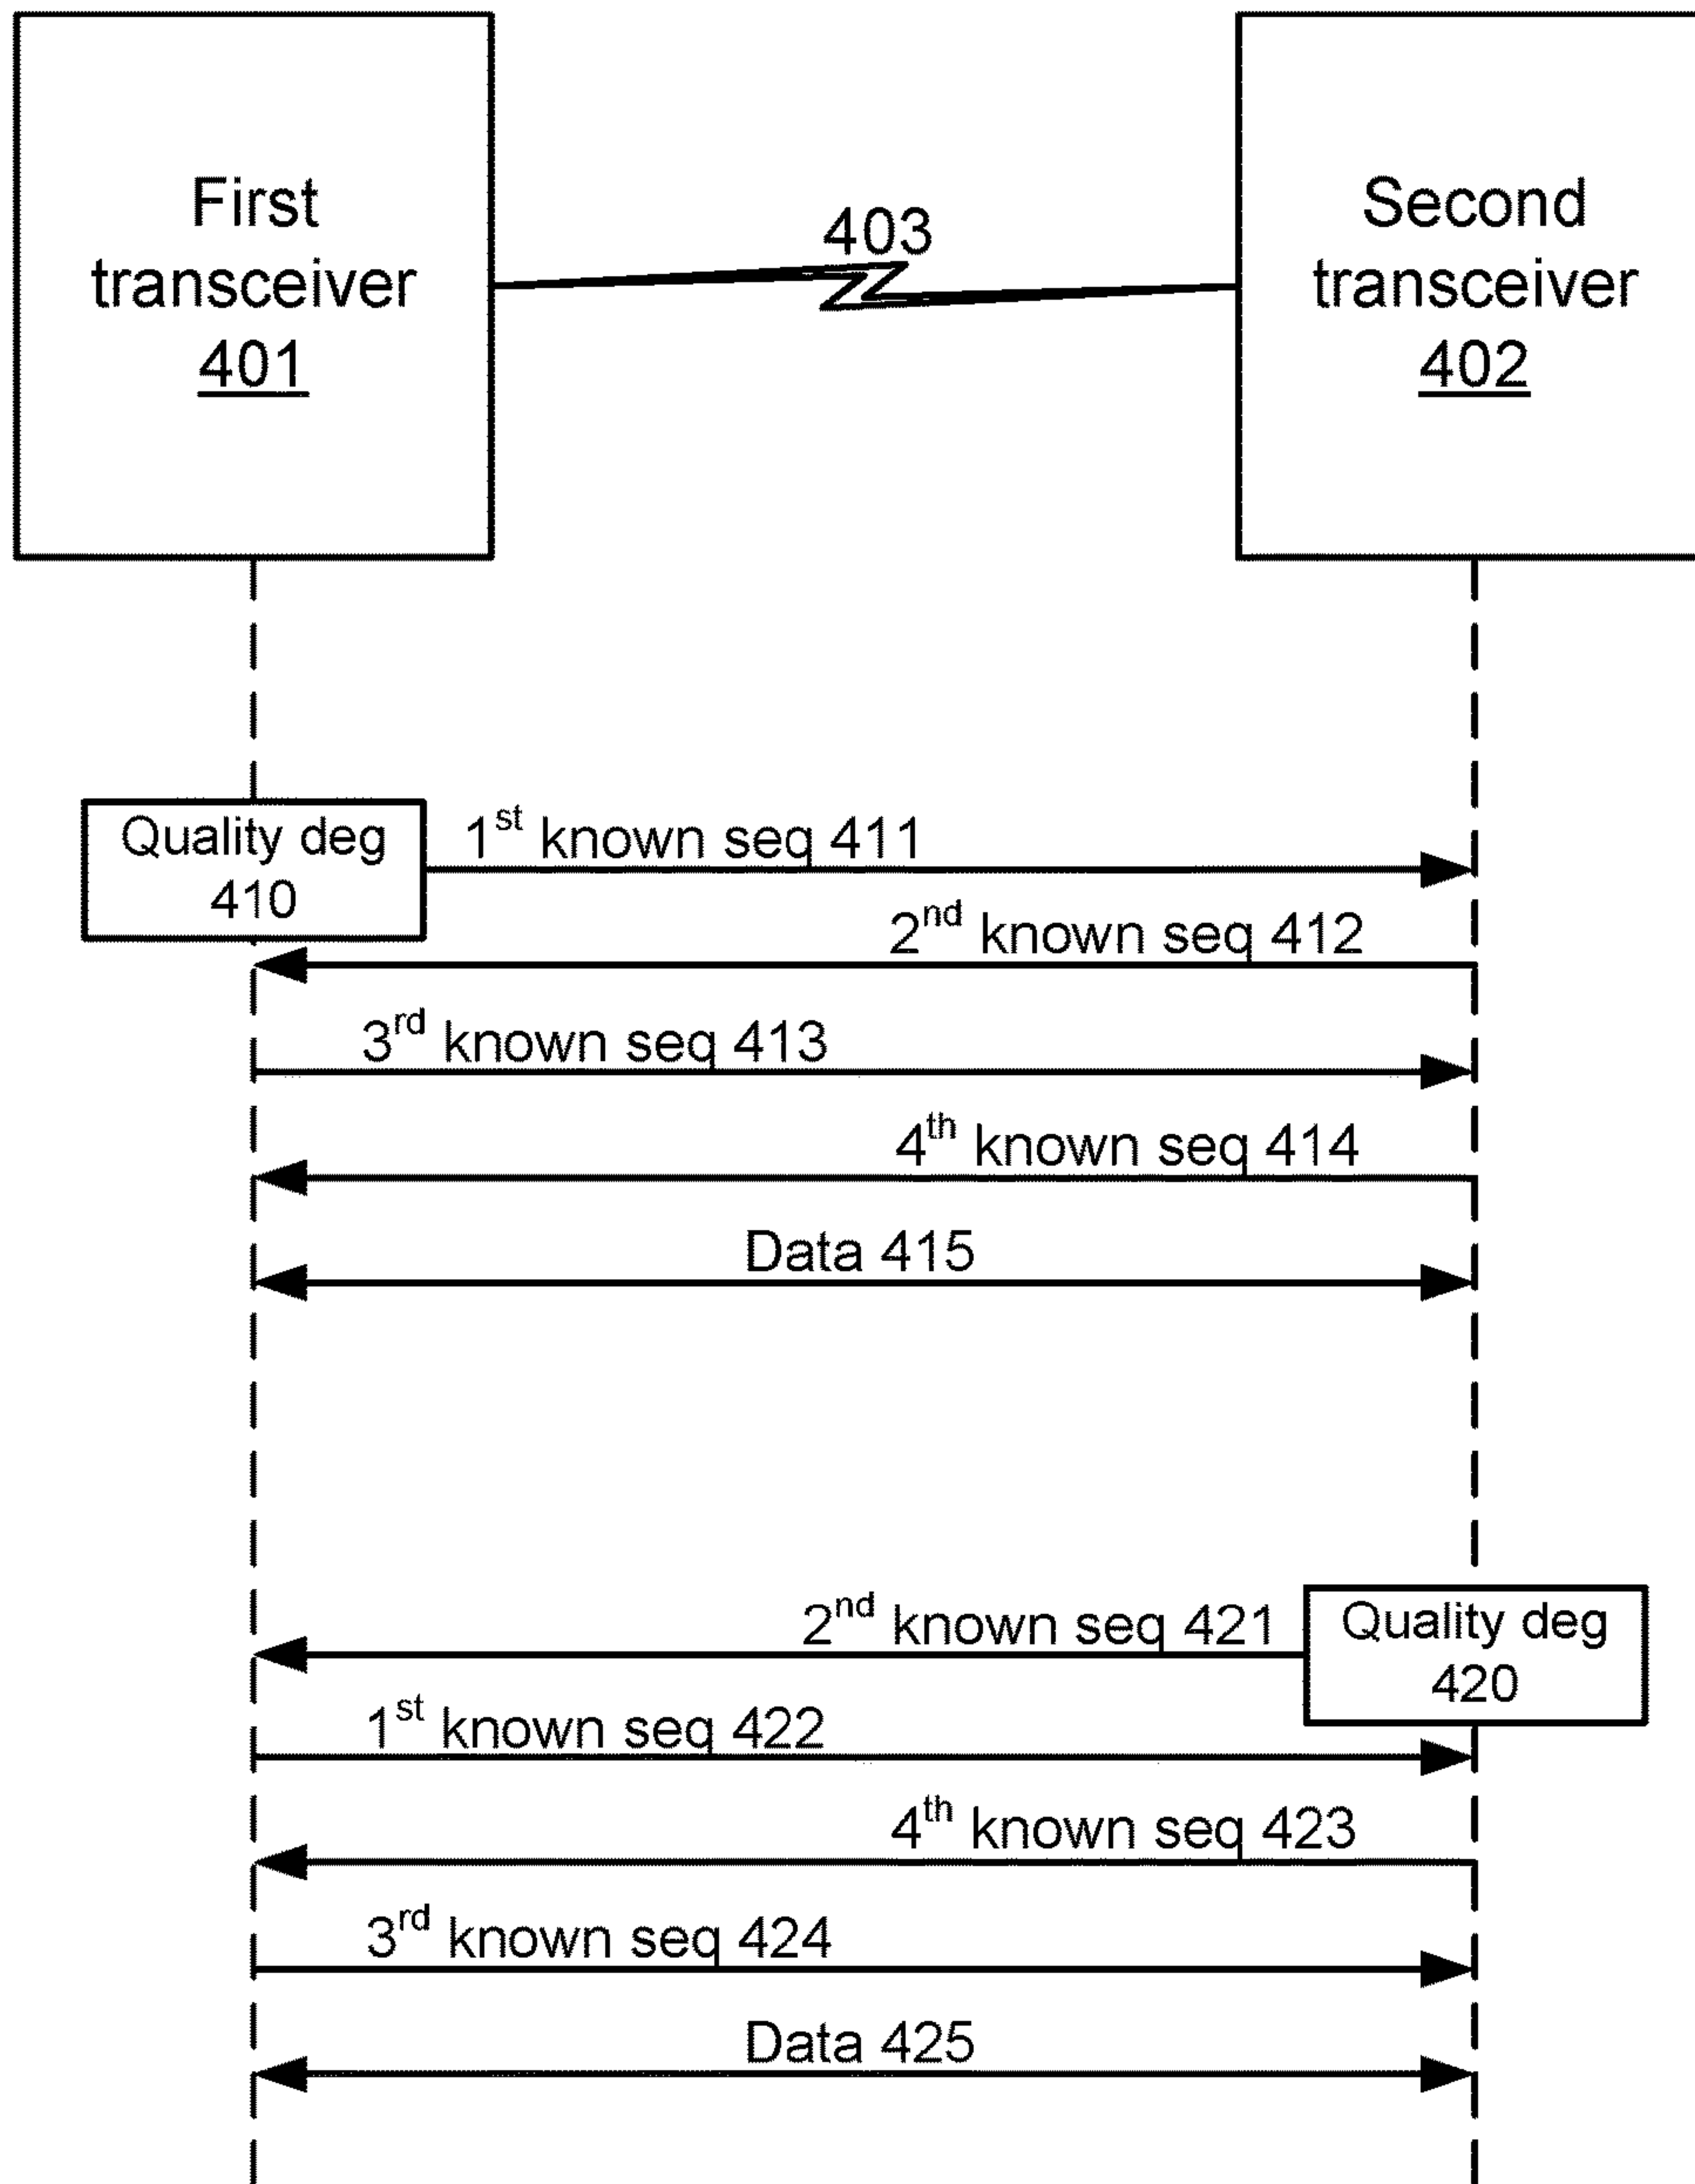 First
transceiver
401
403
Second
transceiver
402
Quality deg
410
1st known seq 411
2nd known seq 412
3rd known seq 413
4th known seq 414
Data 415
2nd known seq 421
Quality deg
420
1st known seq 422
4th known seq 423
3rd known seq 424
Data 425